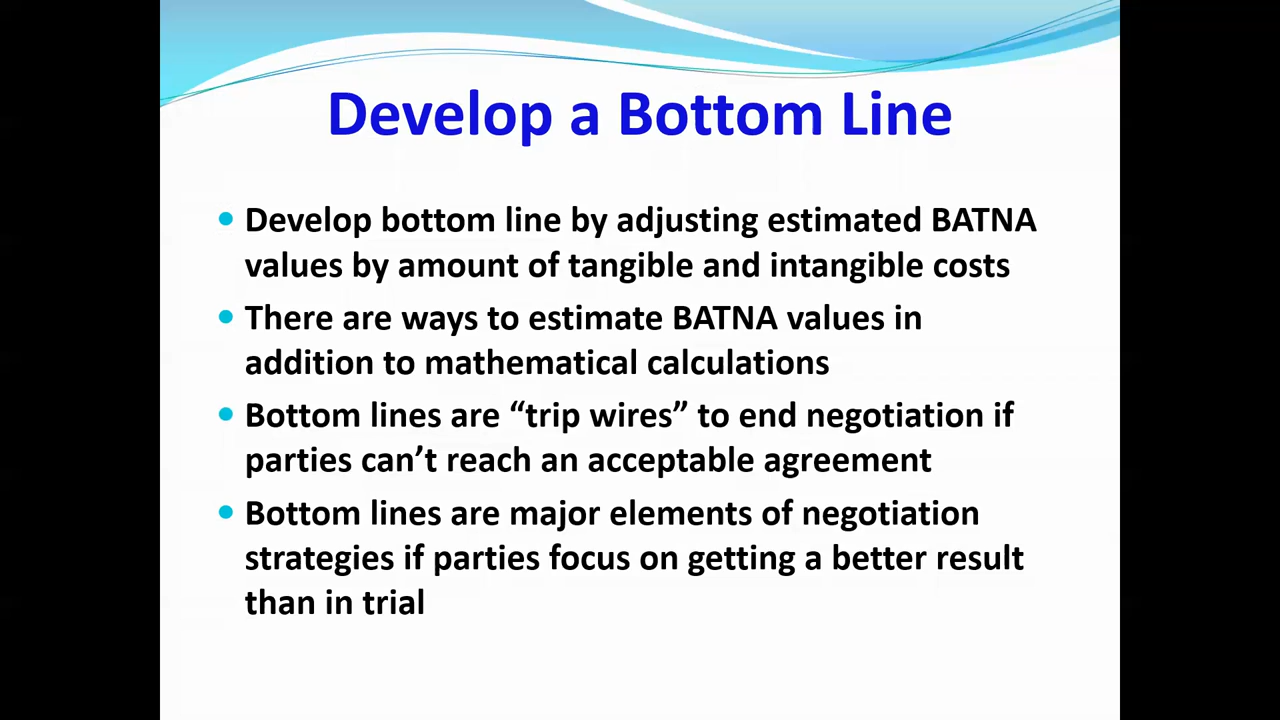 Develop a Bottom Line
• Develop bottom line by adjusting estimated BATNA
values by amount of tangible and intangible costs
• There are ways to estimate BATNA values in
addition to mathematical calculations
• Bottom lines are “trip wires” to end negotiation if
parties can’t reach an acceptable agreement
• Bottom lines are major elements of negotiation
strategies if parties focus on getting a better result
than in trial